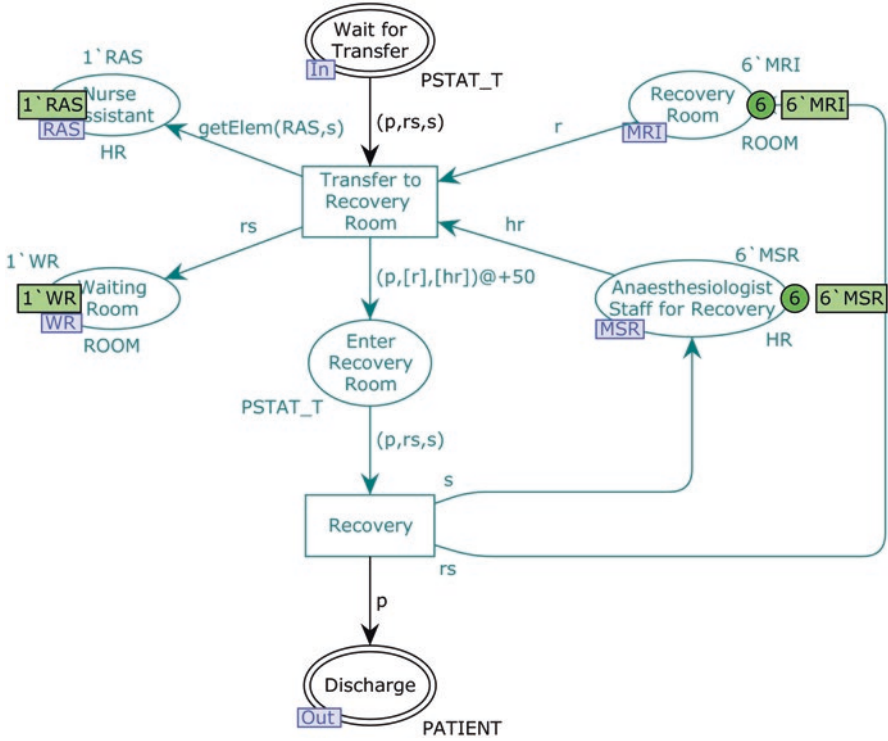 Wait for
Transfer
In
PSTAT_T
1`RAS
1`RAS
Nurse
ssistant
RAS
HR
getElem(RAS,s)
(p,rs,s)
r
6`MRI
Recovery
Room
6
6`MRI
MRI
ROOM
Transfer to
Recovery
Room
rs
hr
1`WR
1`WR
Waiting
Room
WR
ROOM
(p,[r],[hr])@+50
6`MSR
Anaesthesiologist
Staff for Recovery
6
6`MSR
MSR
HR
Enter
Recovery
Room
PSTAT_T
(p,rs,s)
s
Recovery
rs
p
Discharge
Out
PATIENT